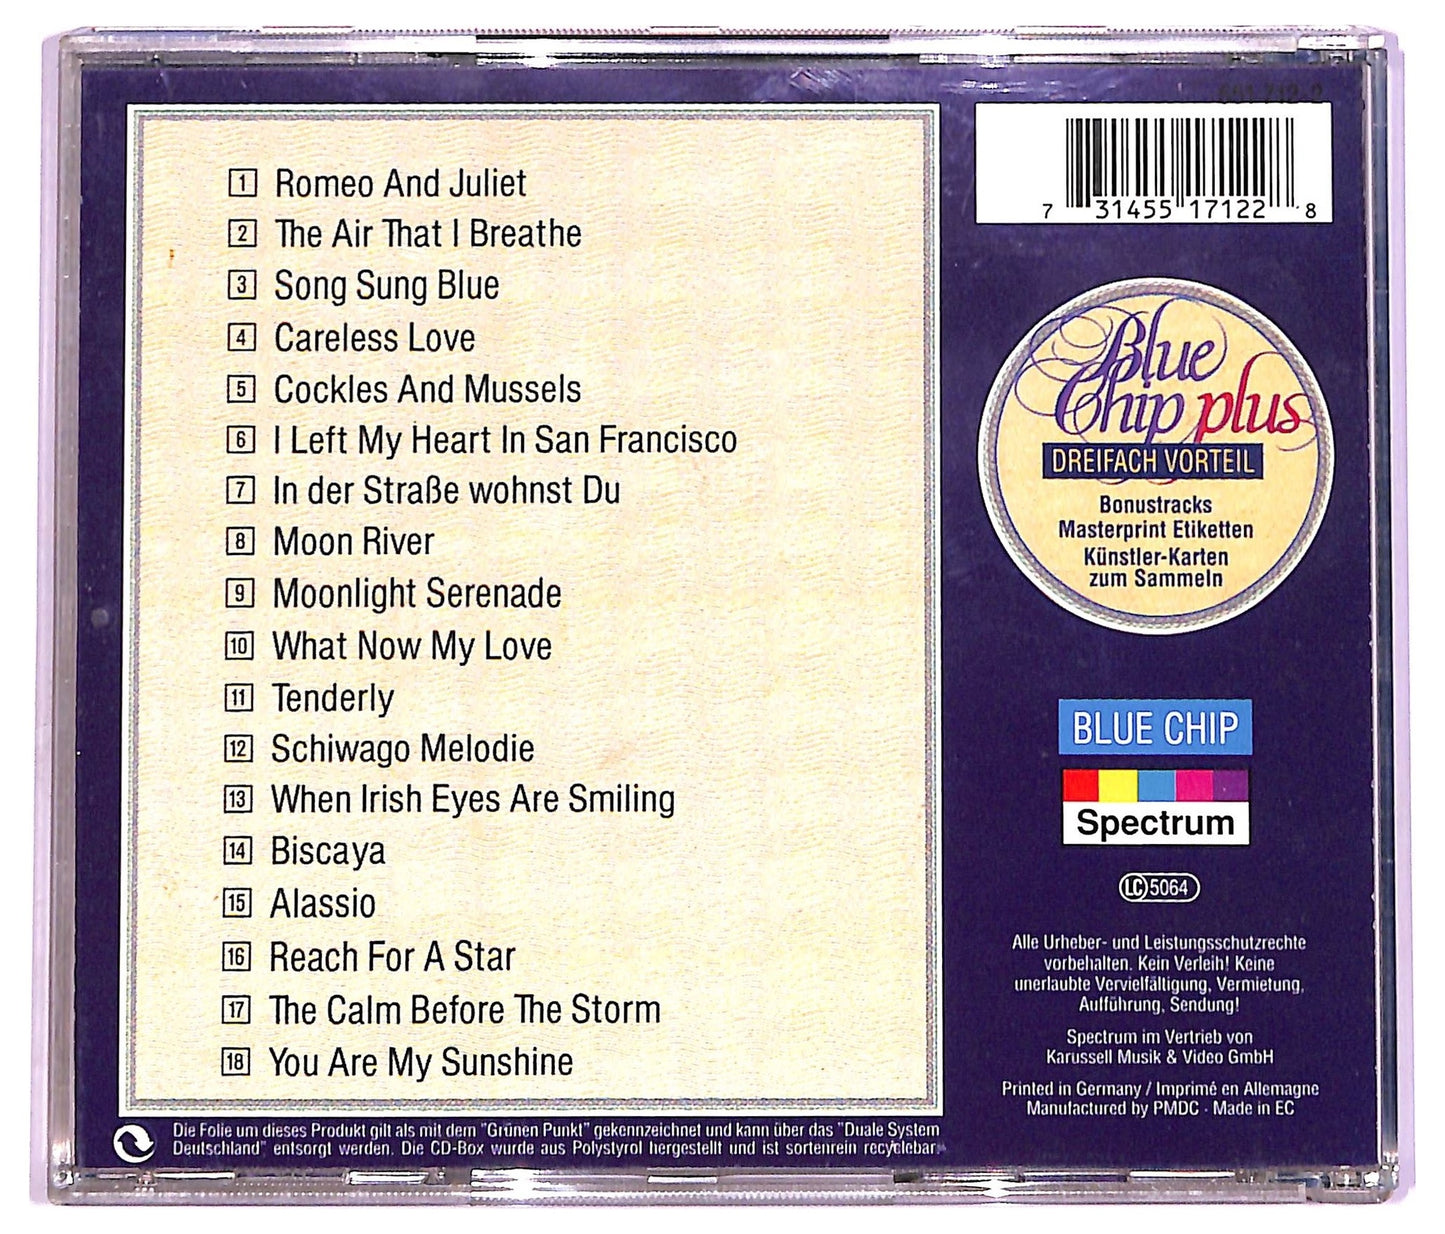 1 Romeo And Juliet
2 The Air That I Breathe
3 Song Sung Blue
4 Careless Love
5 Cockles And Mussels
6 I Left My Heart In San Francisco
7 In der Straße wohnst Du
8 Moon River
9 Moonlight Serenade
10 What Now My Love
11 Tenderly
12 Schiwago Melodie
13 When Irish Eyes Are Smiling
14 Biscaya
15 Alassio
16 Reach For A Star
17 The Calm Before The Storm
18 You Are My Sunshine
Die Folie um dieses Produkt gilt als mit dem "Grünen Punkt" gekennzeichnet und kann über das "Duale System
Deutschland" entsorgt werden. Die CD-Box wurde aus Polystyrol hergestellt und ist sortenrein recyclebar.
7 31455 17122 8
Blue
Chip plus
DREIFACH VORTEIL
Bonustracks
Masterprint Etiketten
Künstler-Karten
zum Sammeln
BLUE CHIP
Spectrum
LC 5064
Alle Urheber- und Leistungsschutzrechte
vorbehalten. Kein Verleih! Keine
unerlaubte Vervielfältigung, Vermietung,
Aufführung, Sendung!
Spectrum im Vertrieb von
Karussell Musik & Video GmbH
Printed in Germany / Imprimé en Allemagne
Manufactured by PMDC · Made in EC